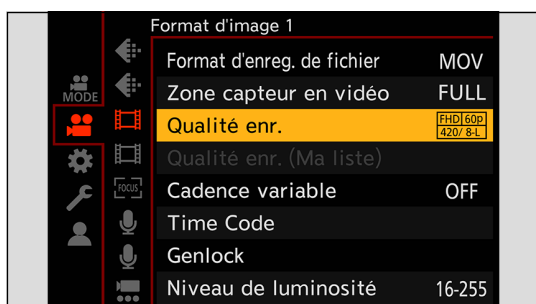 Format d'image 1
Format d'enreg. de fichier MOV
MODE
Zone capteur en vidéo FULL
Qualité enr. FHD 60p 420/ 8-L
Qualité enr. (Ma liste)
FOCUS
Cadence variable OFF
Time Code
Genlock
Niveau de luminosité 16-255